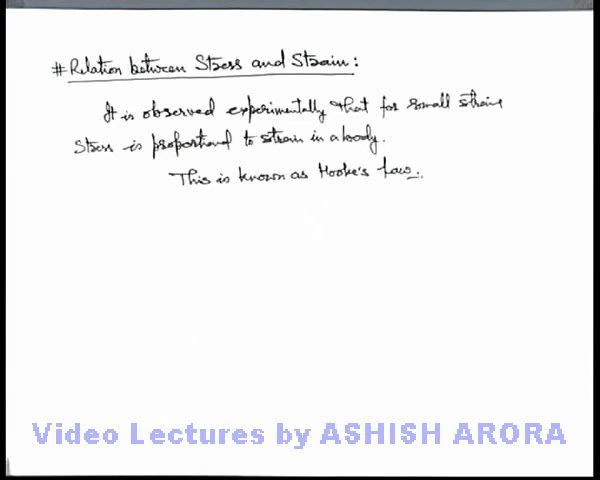 # Relation between Stress and Strain :
It is observed experimentally that for small strains
stress is proportional to strain in a body.
This is known as Hooke's Law.
Video Lectures by ASHISH ARORA